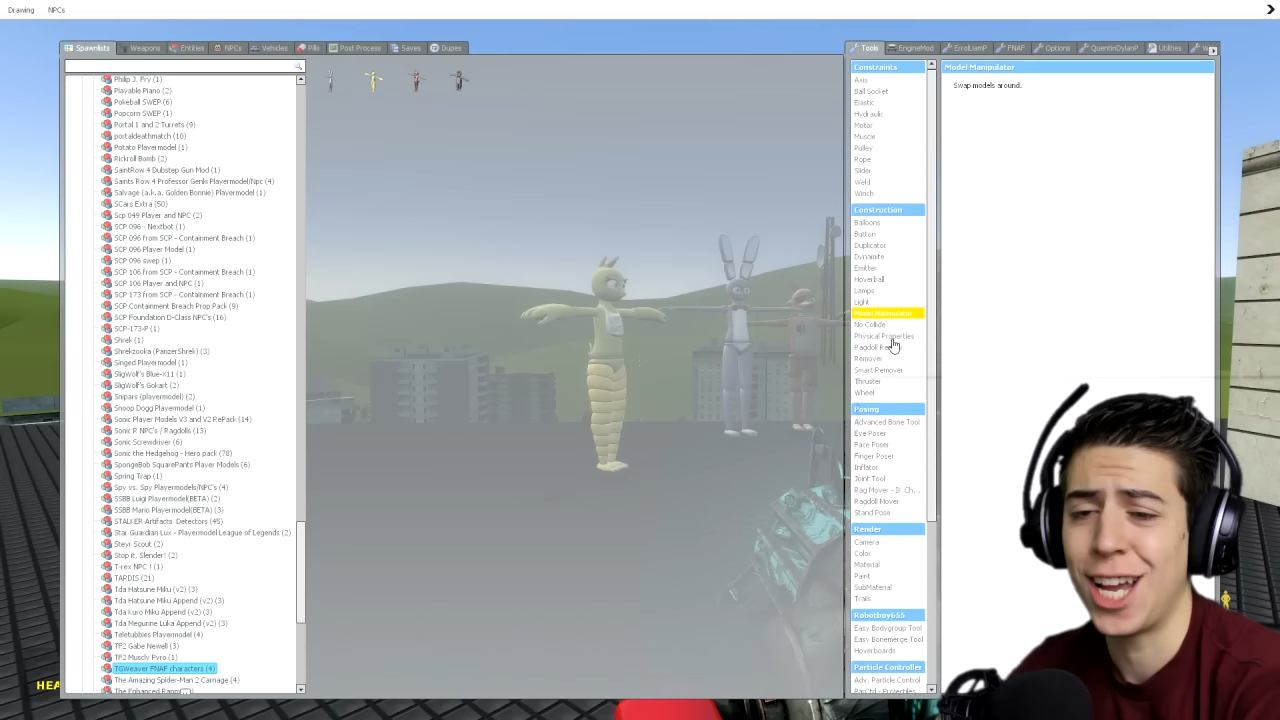 Drawing NPCs
Spawnlists Weapons Entities NPCs Vehicles Pills Post Process Saves Dupes
Philip J. Fry (1)
Playable Piano (2)
Pokeball SWEP (6)
Popcorn SWEP (1)
Portal 1 and 2 Turrets (9)
portaldeathmatch (10)
Potato Playermodel (1)
Rickroll Bomb (2)
SaintRow 4 Dubstep Gun Mod (1)
Saints Row 4 Professor Genki Playermodel/Npc (4)
Salvage (a.k.a. Golden Bonnie) Playermodel (1)
SCars Extra (50)
Scp 049 Player and NPC (2)
SCP 096 - Nextbot (1)
SCP 096 from SCP - Containment Breach (1)
SCP 096 Player Model (1)
SCP 096 swep (1)
SCP 106 from SCP - Containment Breach (1)
SCP 106 Player and NPC (1)
SCP 173 from SCP - Containment Breach (1)
SCP Containment Breach Prop Pack (9)
SCP Foundation D-Class NPC's (16)
SCP-173-P (1)
Shrek (1)
Shrekzooka (PanzerShrek) (3)
Singed Playermodel (1)
SligWolf's Blue-X11 (1)
SligWolf's Gokart (2)
Snipars (playermodel) (2)
Snoop Dogg Playermodel (1)
Sonic Player Models V3 and V2 RePack (14)
Sonic R NPC's / Ragdolls (13)
Sonic Screwdriver (6)
Sonic the Hedgehog - Hero pack (78)
SpongeBob SquarePants Player Models (6)
Spring Trap (1)
Spy vs. Spy Playermodels/NPC's (4)
SSBB Luigi Playermodel(BETA) (2)
SSBB Mario Playermodel(BETA) (3)
STALKER Artifacts Detectors (45)
Star Guardian Lux - Playermodel League of Legends (2)
Steyr Scout (2)
Stop it, Slender! (2)
T-rex NPC ! (1)
TARDIS (21)
Tda Hatsune Miku (v2) (3)
Tda Hatsune Miku Append (v2) (3)
Tda Kuro Miku Append (v2) (3)
Tda Megurine Luka Append (v2) (3)
Teletubbies Playermodel (4)
TF2 Gabe Newell (3)
TF2 Muscly Pyro (1)
TGWeaver FNAF characters (4)
The Amazing Spider-Man 2 Carnage (4)
The Enhanced
HEA
Tools EngineMod ErrolLiamP FNAF Options QuentinDylanP Utilities W
Constraints
Axis
Ball Socket
Elastic
Hydraulic
Motor
Muscle
Pulley
Rope
Slider
Weld
Winch
Construction
Balloons
Button
Duplicator
Dynamite
Emitter
Hoverball
Lamps
Light
Model Manipulator
No Collide
Physical Properties
Ragdoll
Remover
Smart Remover
Thruster
Wheel
Posing
Advanced Bone Tool
Eye Poser
Face Poser
Finger Poser
Inflator
Joint Tool
Rag Mover - Di Ch...
Ragdoll Mover
Stand Pose
Render
Camera
Color
Material
Paint
SubMaterial
Trails
Robotboy655
Easy Bodygroup Tool
Easy Bonemerge Tool
Hoverboards
Particle Controller
Adv. Particle Control
ParCtrl - Projectiles
Model Manipulator
Swap models around.